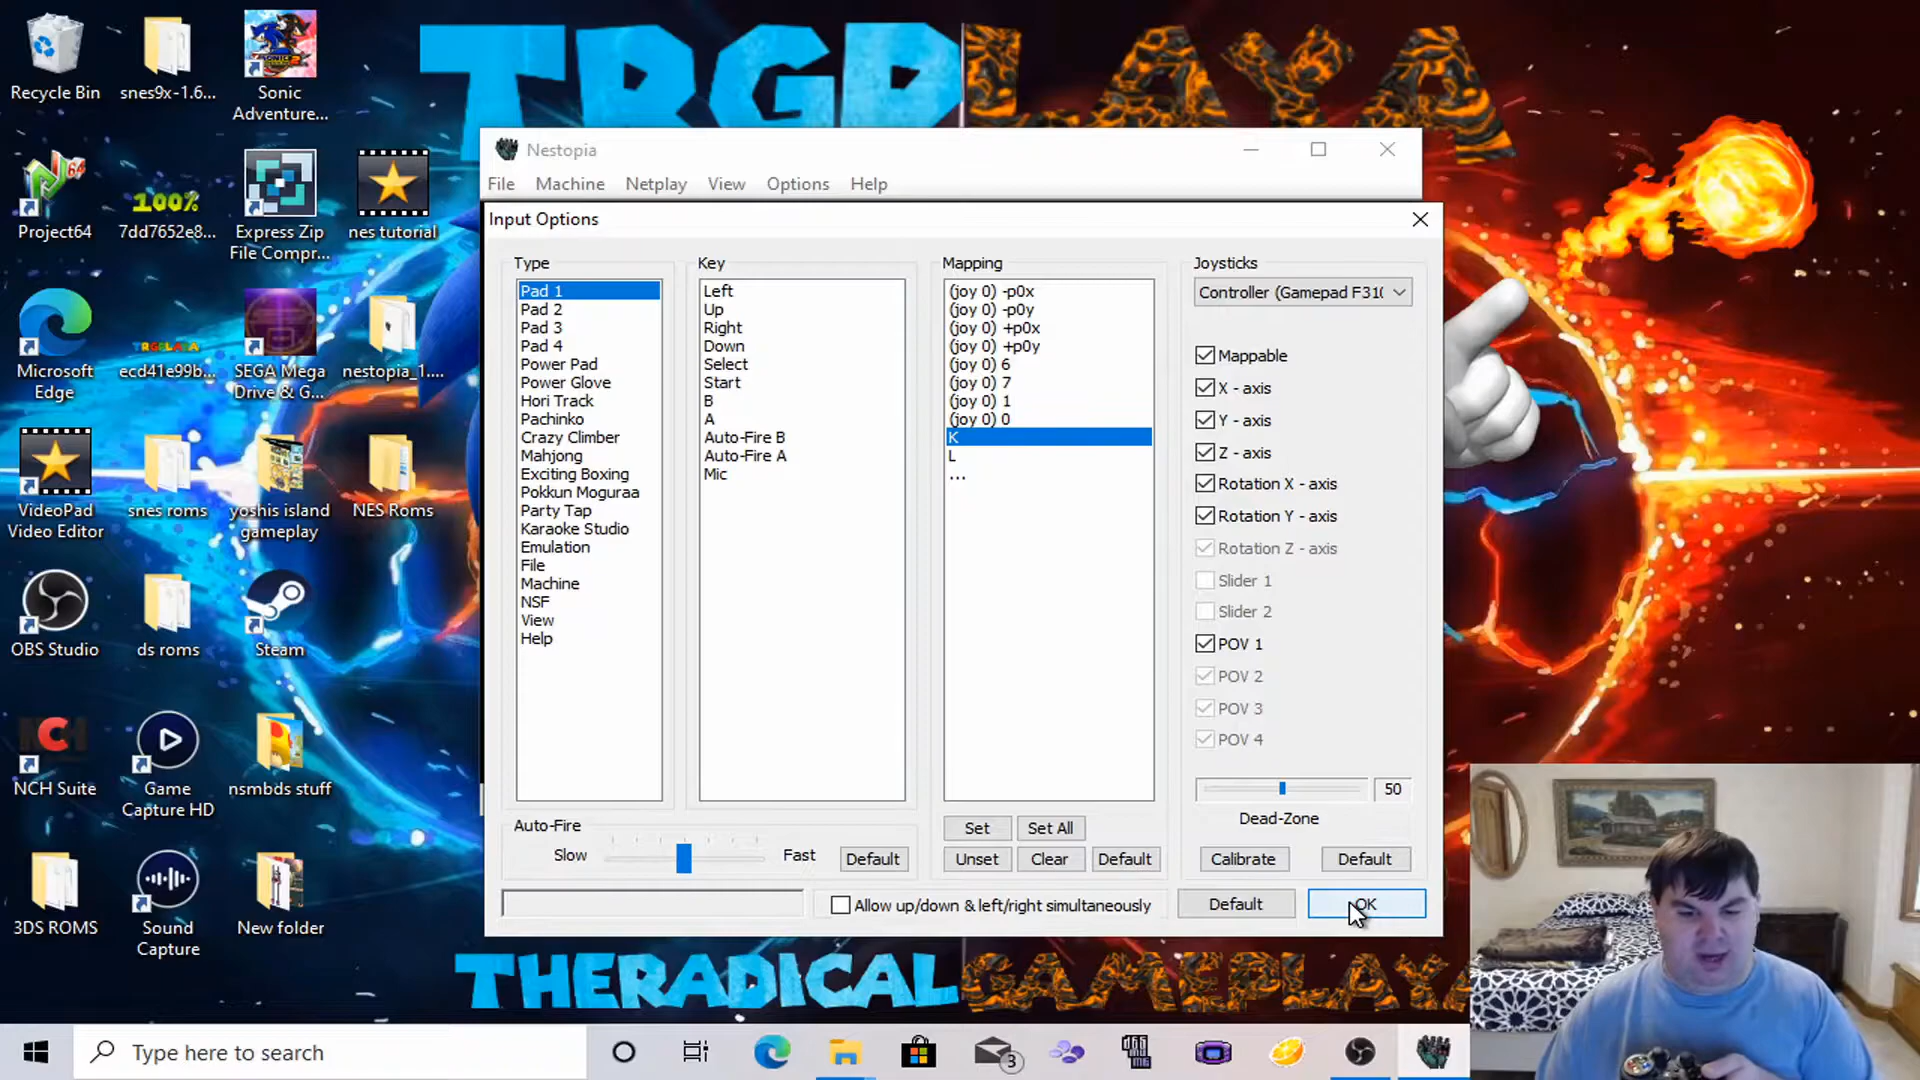 TRGPLAYA
Recycle Bin
snes9x-1.6...
Sonic
Adventure...
Project64
100%
7dd7652e8...
Express Zip
File Compr...
nes tutorial
Microsoft
Edge
TRGPLAYA
ecd41e99b...
SEGA Mega
Drive & G...
nestopia_1....
VideoPad
Video Editor
snes roms
yoshis island
gameplay
NES Roms
OBS Studio
ds roms
Steam
NCH
NCH Suite
Game
Capture HD
nsmbds stuff
3DS ROMS
Sound
Capture
New folder
Nestopia
File Machine Netplay View Options Help
Input Options
Type
Pad 1
Pad 2
Pad 3
Pad 4
Power Pad
Power Glove
Hori Track
Pachinko
Crazy Climber
Mahjong
Exciting Boxing
Pokkun Moguraa
Party Tap
Karaoke Studio
Emulation
File
Machine
NSF
View
Help
Key
Left
Up
Right
Down
Select
Start
B
A
Auto-Fire B
Auto-Fire A
Mic
Mapping
(joy 0) -p0x
(joy 0) -p0y
(joy 0) +p0x
(joy 0) +p0y
(joy 0) 6
(joy 0) 7
(joy 0) 1
(joy 0) 0
K
L
...
Set Set All
Unset Clear Default
Joysticks
Controller (Gamepad F31
Mappable
X - axis
Y - axis
Z - axis
Rotation X - axis
Rotation Y - axis
Rotation Z - axis
Slider 1
Slider 2
POV 1
POV 2
POV 3
POV 4
50
Dead-Zone
Calibrate Default
Auto-Fire
Slow Fast Default
Allow up/down & left/right simultaneously
Default OK
THERADICALGAMEPLAYA
Type here to search
3